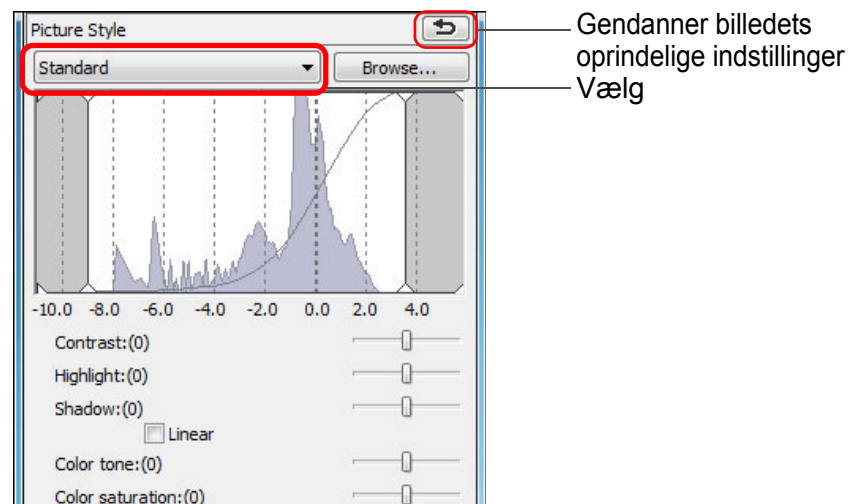 Picture Style
Gendanner billedets
oprindelige indstillinger
Standard
Browse...
Vælg
-10.0 -8.0 -6.0 -4.0 -2.0 0.0 2.0 4.0
Contrast:(0)
Highlight:(0)
Shadow:(0)
Linear
Color tone:(0)
Color saturation:(0)